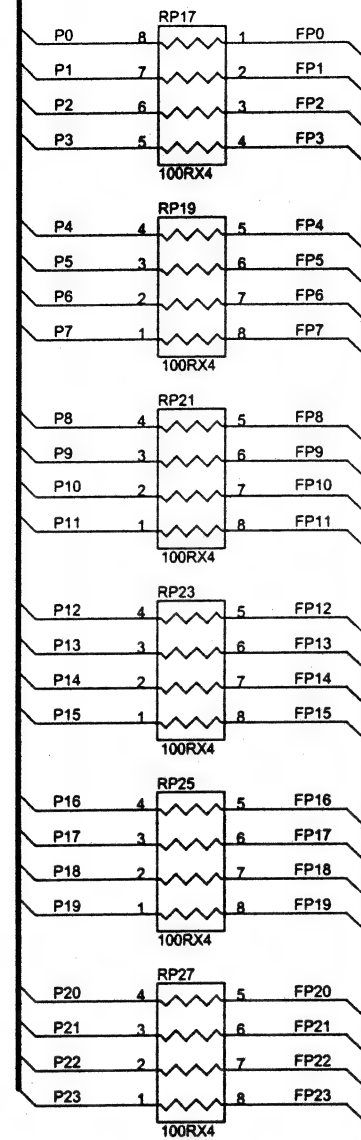 RP17
P0 8 1 FP0
P1 7 2 FP1
P2 6 3 FP2
P3 5 4 FP3
100RX4
RP19
P4 4 5 FP4
P5 3 6 FP5
P6 2 7 FP6
P7 1 8 FP7
100RX4
RP21
P8 4 5 FP8
P9 3 6 FP9
P10 2 7 FP10
P11 1 8 FP11
100RX4
RP23
P12 4 5 FP12
P13 3 6 FP13
P14 2 7 FP14
P15 1 8 FP15
100RX4
RP25
P16 4 5 FP16
P17 3 6 FP17
P18 2 7 FP18
P19 1 8 FP19
100RX4
RP27
P20 4 5 FP20
P21 3 6 FP21
P22 2 7 FP22
P23 1 8 FP23
100RX4